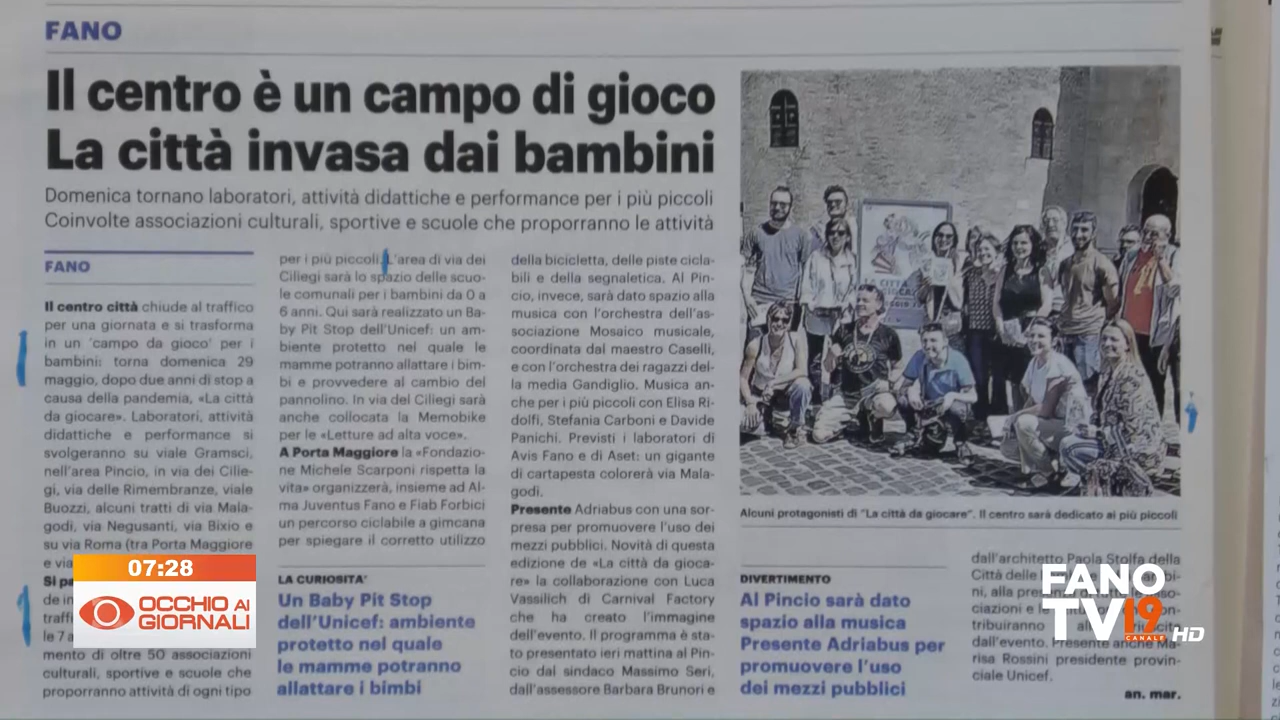 FANO
Il centro è un campo di gioco
La città invasa dai bambini
Domenica tornano laboratori, attività didattiche e performance per i più piccoli
Coinvolte associazioni culturali, sportive e scuole che proporranno le attività
FANO
Il centro città chiude al traffico
per una giornata e si trasforma
in un 'campo da gioco' per i
bambini: torna domenica 29
maggio, dopo due anni di stop a
causa della pandemia, «La città
da giocare». Laboratori, attività
didattiche e performance si
svolgeranno su viale Gramsci,
nell'area Pincio, in via dei Cilie-
gi, via delle Rimembranze, viale
Buozzi, alcuni tratti di via Mala-
godi, via Negusanti, via Bixio e
su via Roma (tra Porta Maggiore
e via
Si
de
traff
le 7
mento di oltre 50 associazioni
culturali, sportive e scuole che
proporranno attività di ogni tipo
per i più piccoli. L'area di via dei
Ciliegi sarà lo spazio delle scuo-
le comunali per i bambini da 0 a
6 anni. Qui sarà realizzato un Ba-
by Pit Stop dell'Unicef: un am-
biente protetto nel quale le
mamme potranno allattare i bim-
bi e provvedere al cambio del
pannolino. In via dei Ciliegi sarà
anche collocata la Memobike
per le «Letture ad alta voce».
A Porta Maggiore la «Fondazio-
ne Michele Scarponi rispetta la
vita» organizzerà, insieme ad Al-
ma Juventus Fano e Fiab Forbici
un percorso ciclabile a gimcana
per spiegare il corretto utilizzo
LA CURIOSITA'
Un Baby Pit Stop
dell'Unicef: ambiente
protetto nel quale
le mamme potranno
allattare i bimbi
della bicicletta, delle piste cicla-
bili e della segnaletica. Al Pin-
cio, invece, sarà dato spazio alla
musica con l'orchestra dell'as-
sociazione Mosaico musicale,
coordinata dal maestro Caselli,
e con l'orchestra dei ragazzi del-
la media Gandiglio. Musica an-
che per i più piccoli con Elisa Ri-
dolfi, Stefania Carboni e Davide
Panichi. Previsti i laboratori di
Avis Fano e di Aset: un gigante
di cartapesta colorerà via Mala-
godi.
Presente Adriabus con una sor-
presa per promuovere l'uso dei
mezzi pubblici. Novità di questa
edizione de «La città da gioca-
re» la collaborazione con Luca
Vassilich di Carnival Factory
che ha creato l'immagine
dell'evento. Il programma è sta-
to presentato ieri mattina al Pin-
cio dal sindaco Massimo Seri,
dall'assessore Barbara Brunori e
LA CITTÀ
Alcuni protagonisti di "La città da giocare". Il centro sarà dedicato ai più piccoli
DIVERTIMENTO
Al Pincio sarà dato
spazio alla musica
Presente Adriabus per
promuovere l'uso
dei mezzi pubblici
dall'architetto Paola Stolfa della
Città delle
ni, alla
ciazioni e
tribuiranno
dall'evento. Presente anche Ma-
risa Rossini presidente provin-
ciale Unicef.
an. mar.
07:28
OCCHIO AI
GIORNALI
FANO
TV19
CANALE
HD